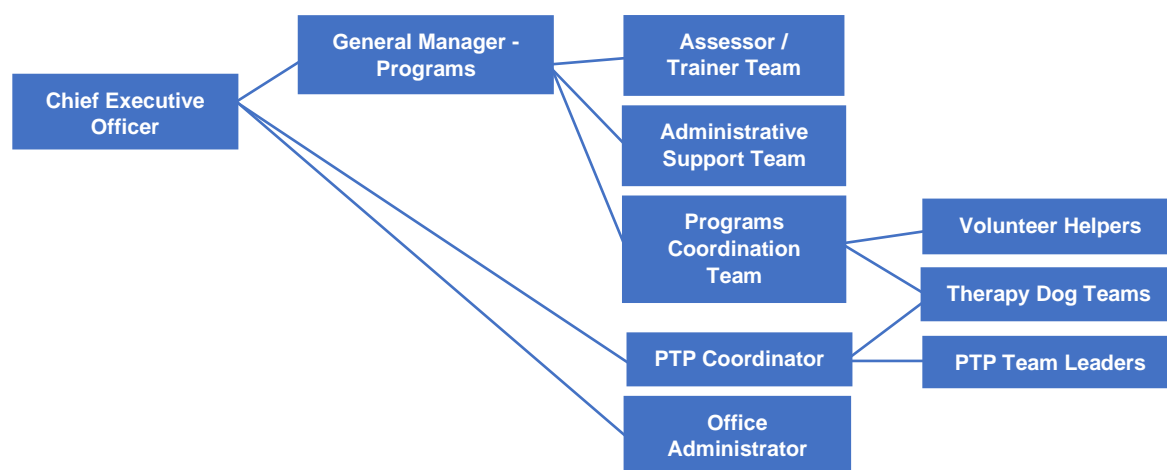 General Manager -
Programs
Assessor /
Trainer Team
Chief Executive
Officer
Administrative
Support Team
Programs
Coordination
Team
Volunteer Helpers
Therapy Dog Teams
PTP Coordinator
PTP Team Leaders
Office
Administrator